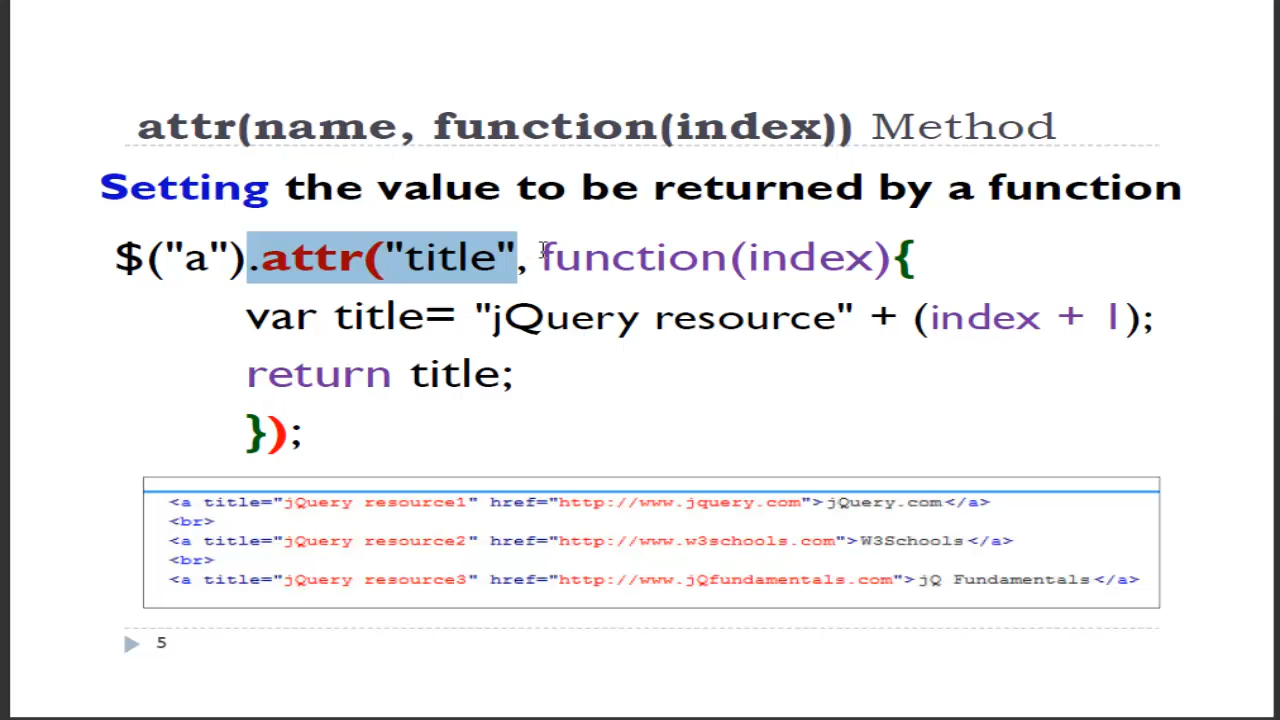 attr(name, function(index)) Method
Setting the value to be returned by a function
$("a").attr("title", function(index){
var title= "jQuery resource" + (index + 1);
return title;
});
<a title="jQuery resource1" href="http://www.jquery.com">jQuery.com</a>
<br>
<a title="jQuery resource2" href="http://www.w3schools.com">W3Schools</a>
<br>
<a title="jQuery resource3" href="http://www.jQfundamentals.com">jQ Fundamentals</a>
5